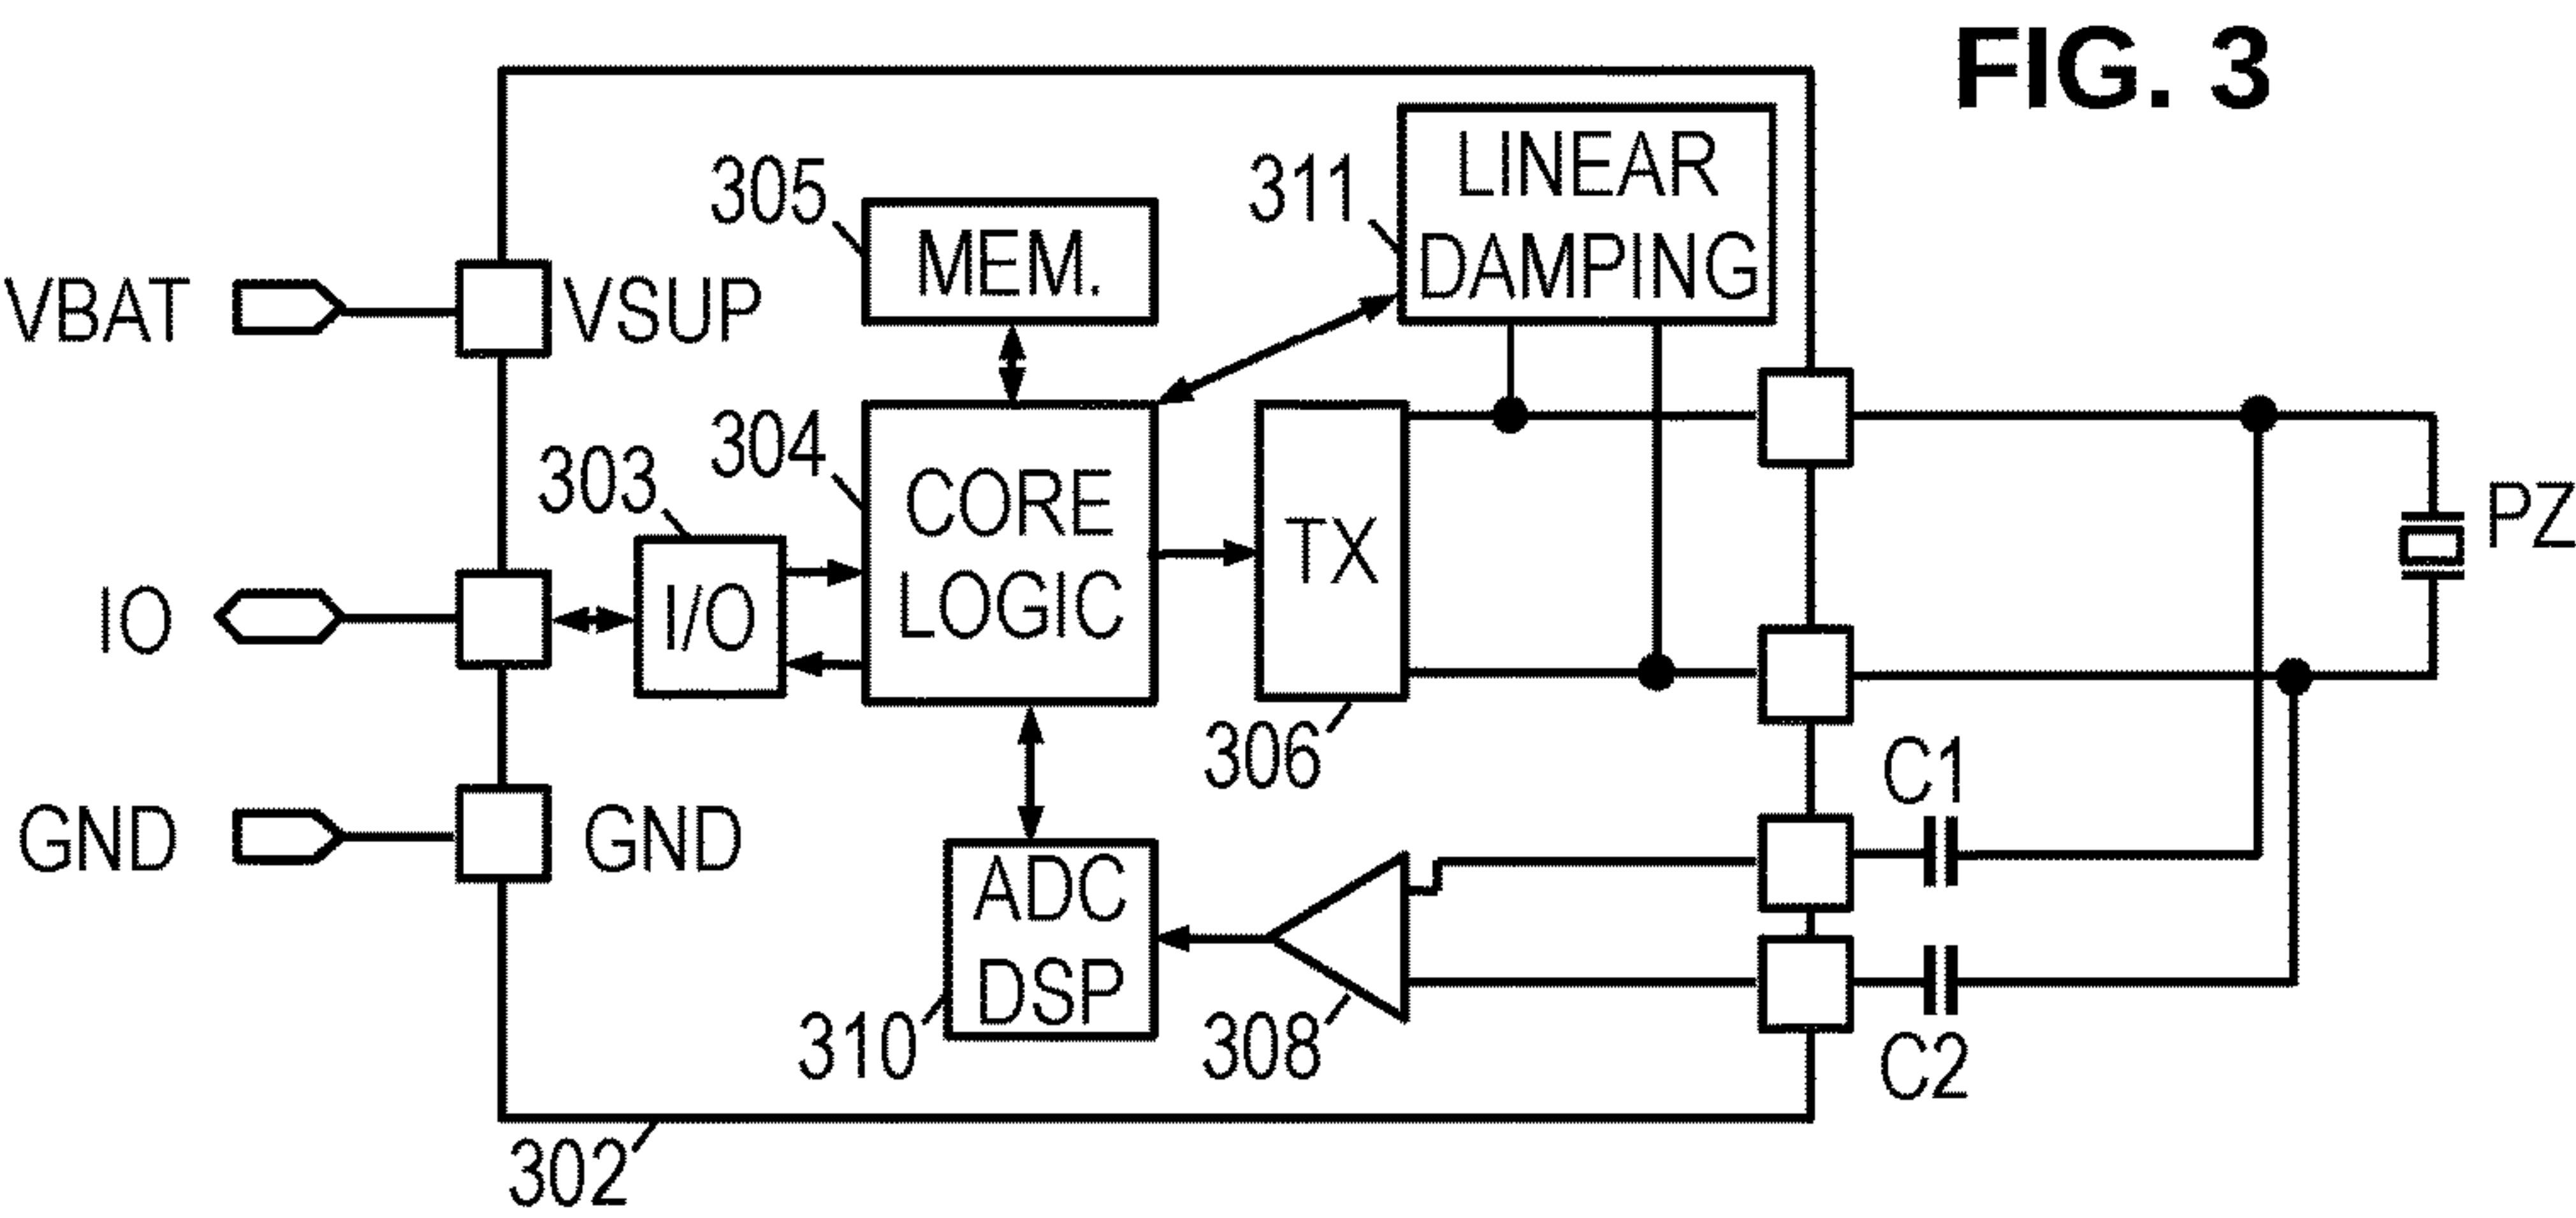 FIG. 3
LINEAR
DAMPING
311
305
MEM.
VBAT
VSUP
304
303
CORE
LOGIC
TX
PZ
IO
I/O
306
C1
GND
GND
ADC
DSP
310
308
C2
302